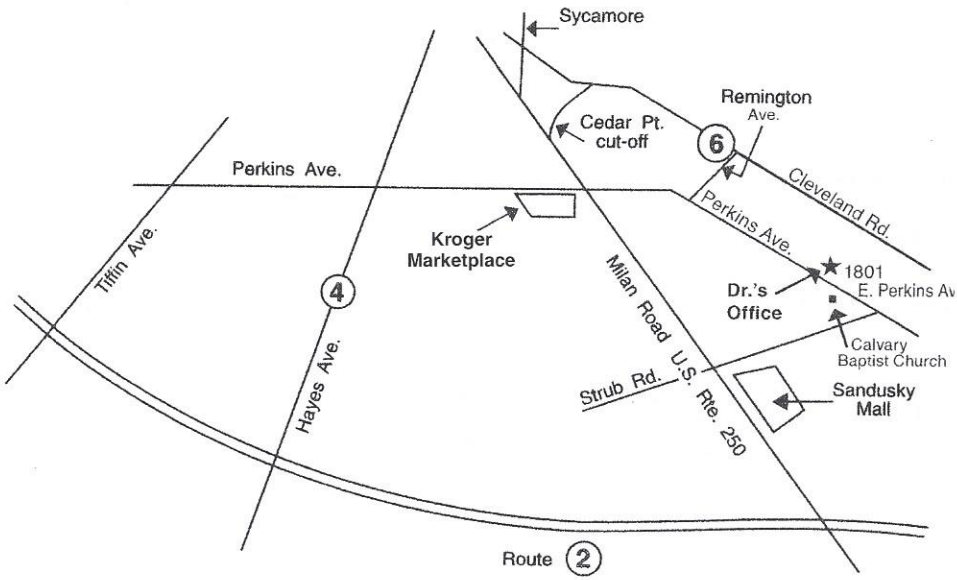 Sycamore
Cedar Pt.
cut-off
Remington
Ave.
6
Cleveland Rd.
Perkins Ave.
Perkins Ave.
Tiffin Ave.
Kroger
Marketplace
4
Hayes Ave.
Milan Road U.S. Rte. 250
Dr.'s
Office
1801
E. Perkins Av
Calvary
Baptist Church
Strub Rd.
Sandusky
Mall
Route 2